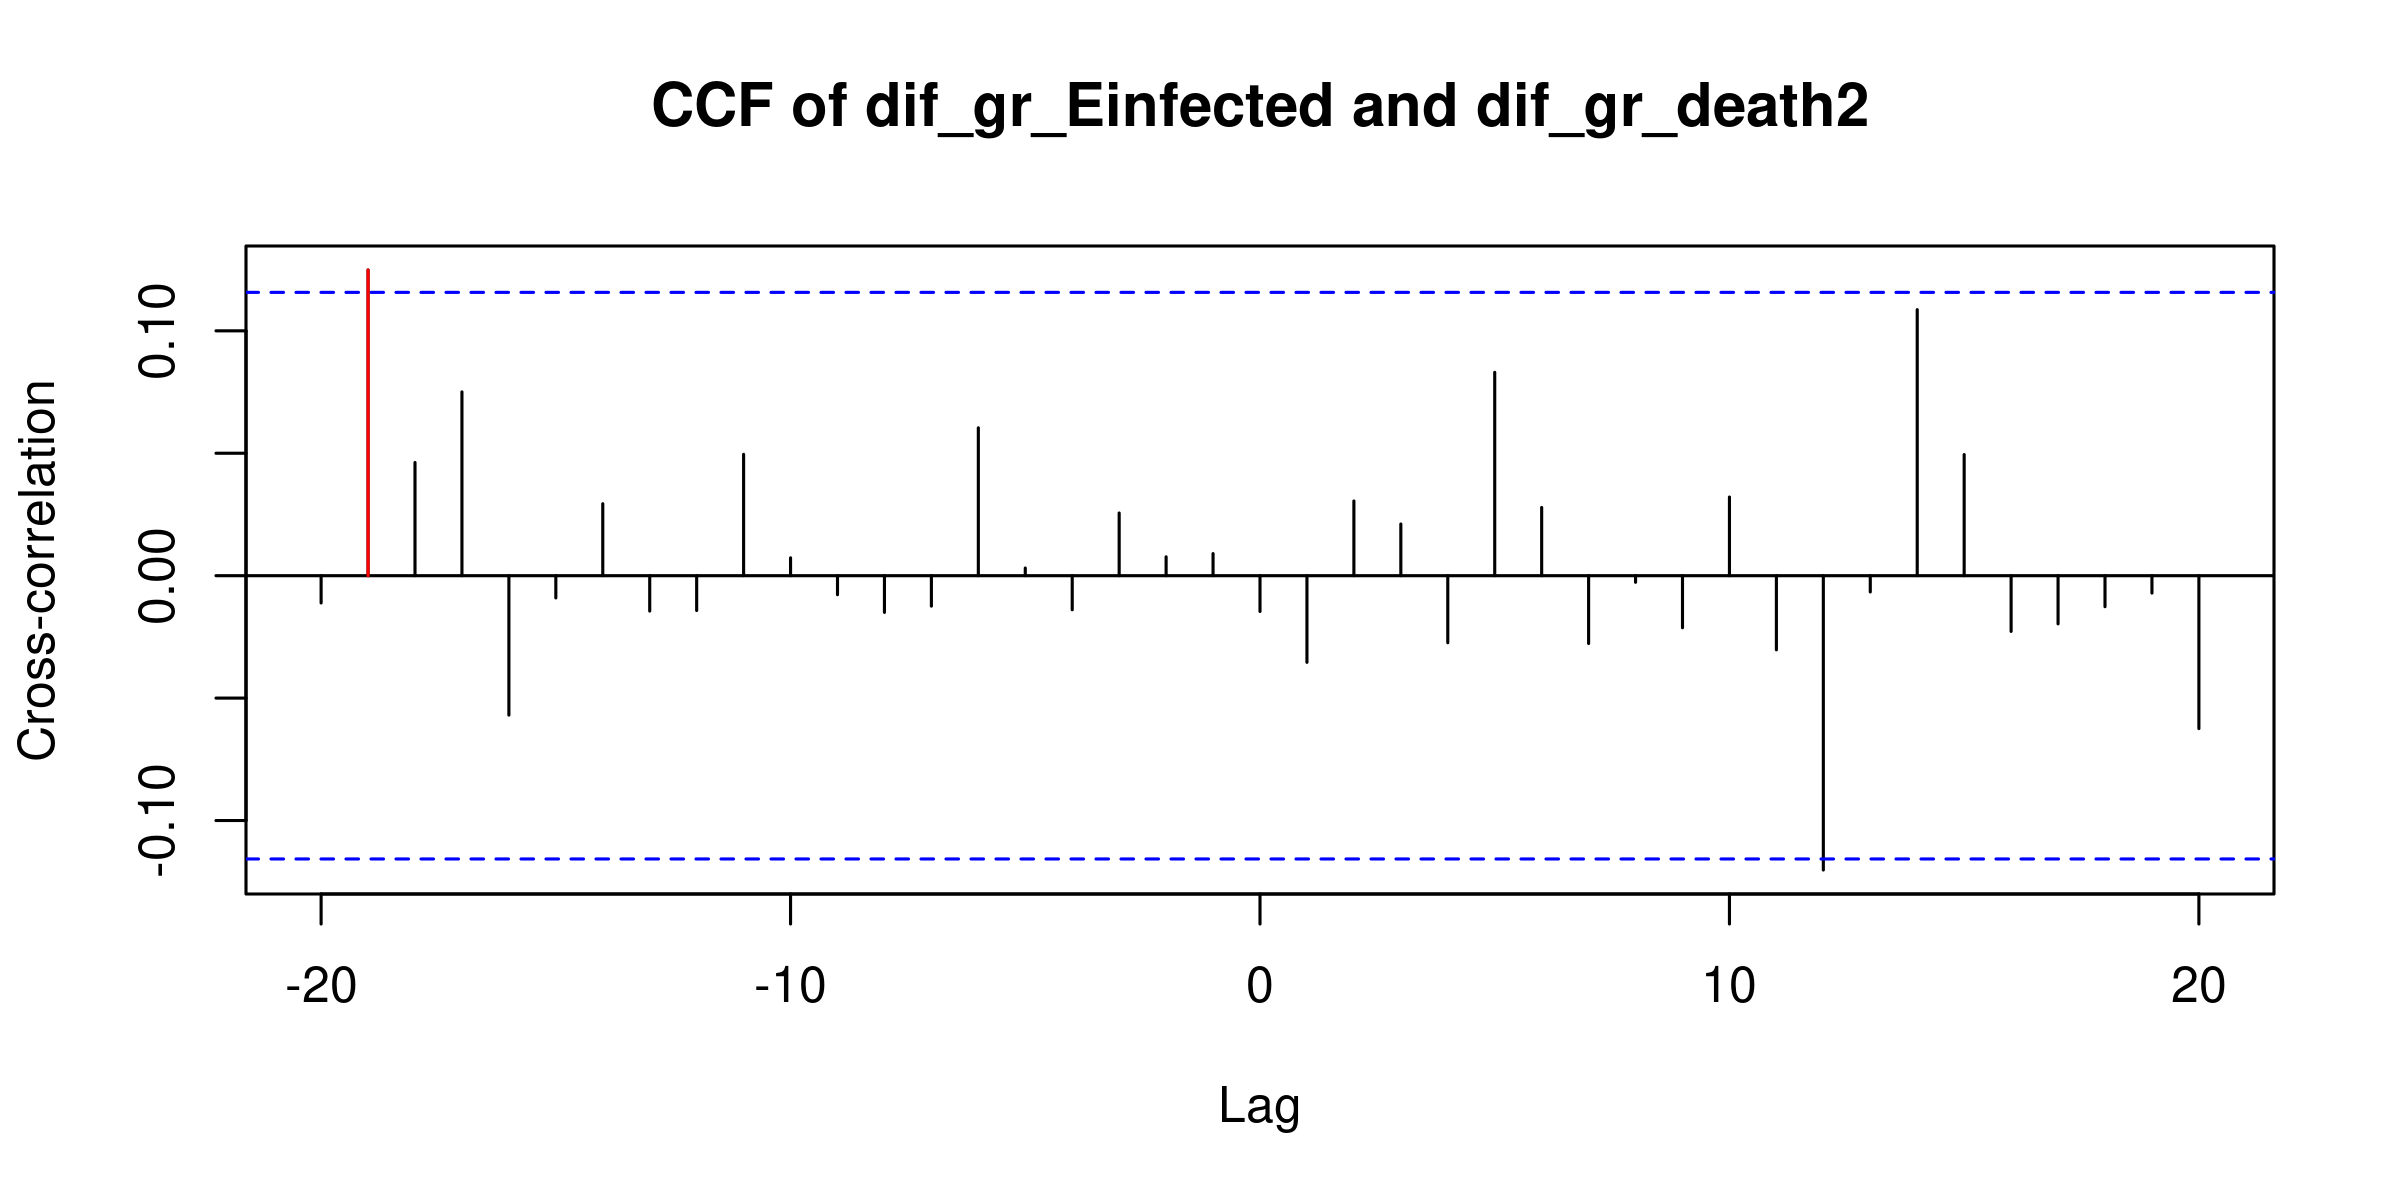 CCF of dif_gr_Einfected and dif_gr_death2
Cross-correlation
0.10
0.00
-0.10
-20 -10 0 10 20
Lag